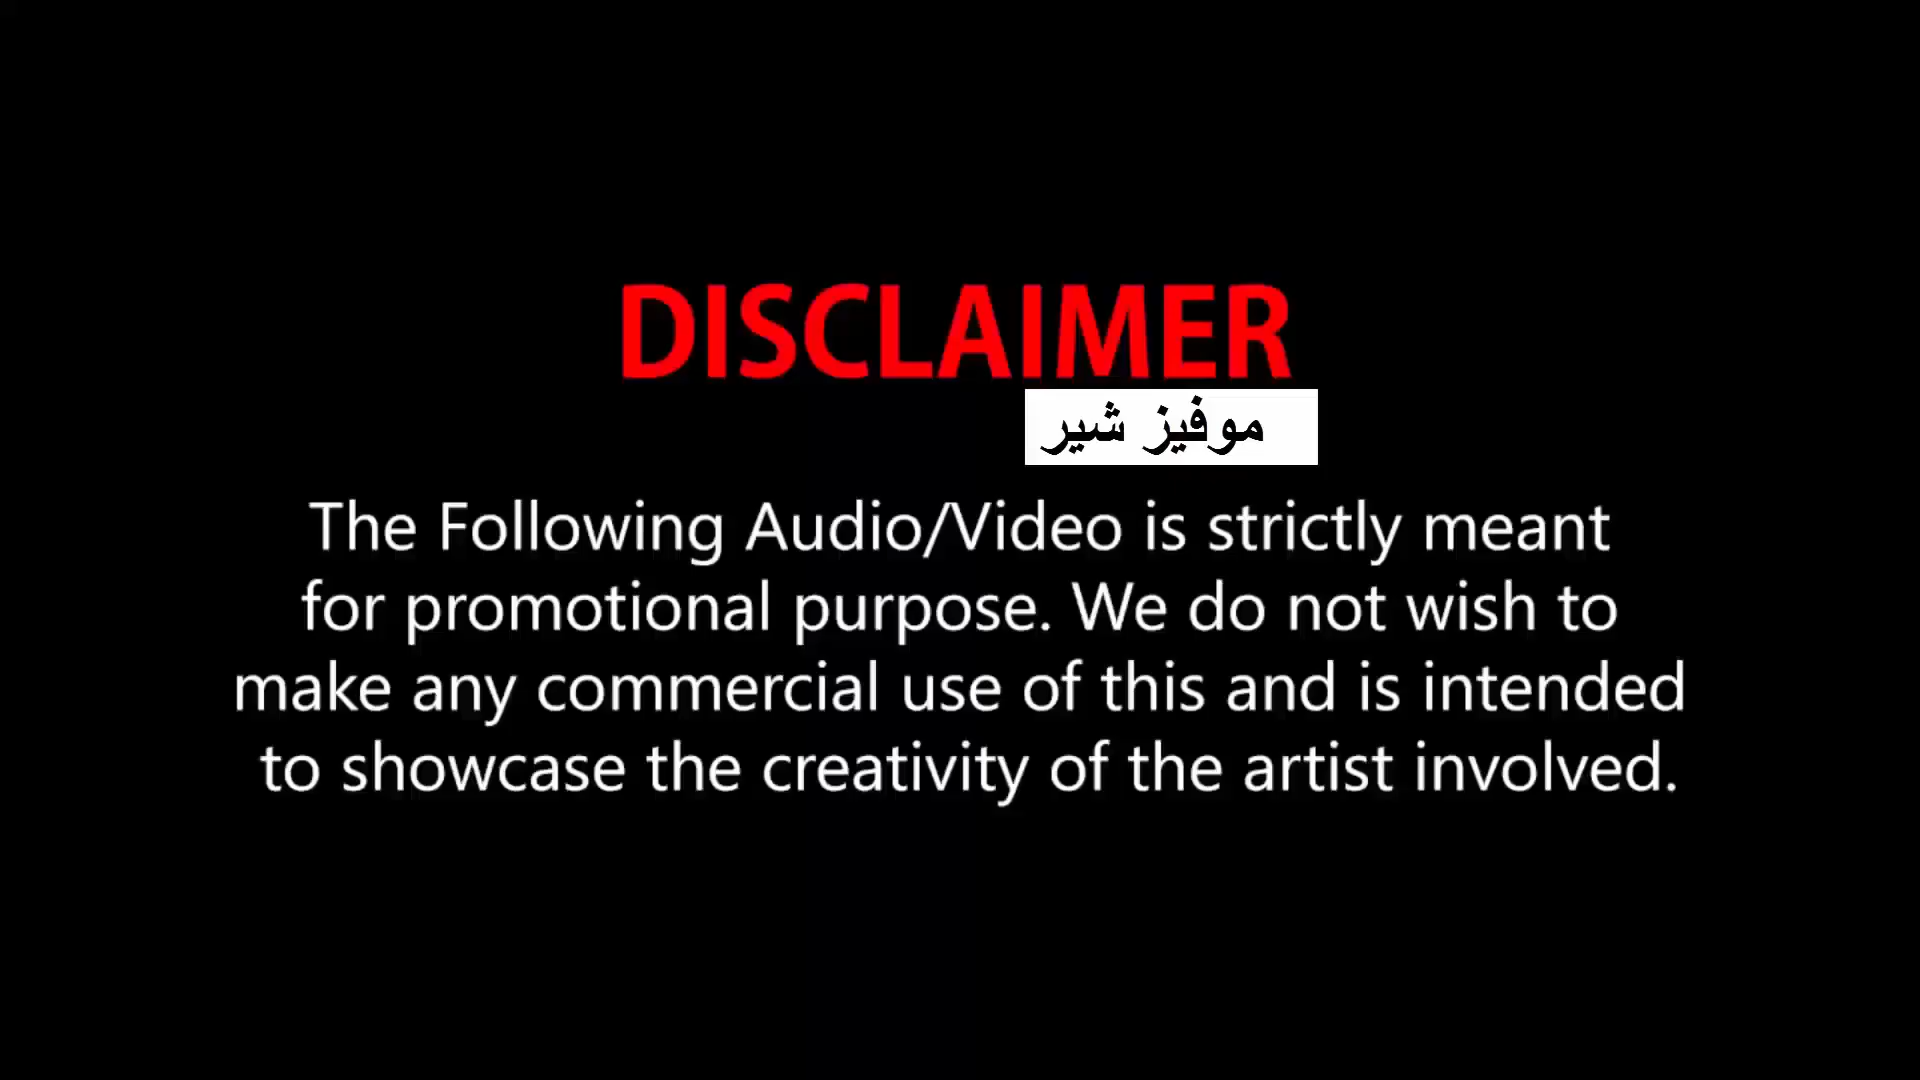 DISCLAIMER
موفيز شير
The Following Audio/Video is strictly meant
for promotional purpose. We do not wish to
make any commercial use of this and is intended
to showcase the creativity of the artist involved.